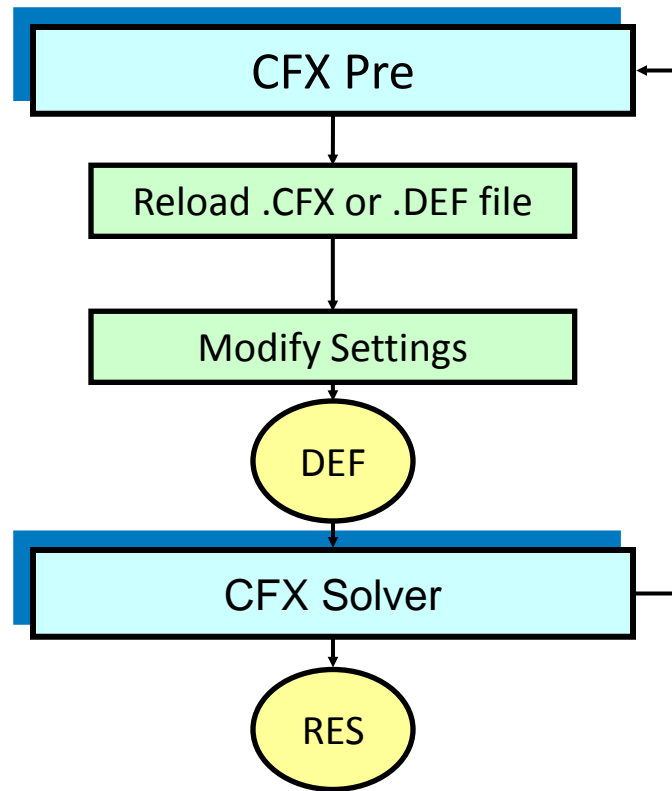 CFX Pre
Reload .CFX or .DEF file
Modify Settings
DEF
CFX Solver
RES